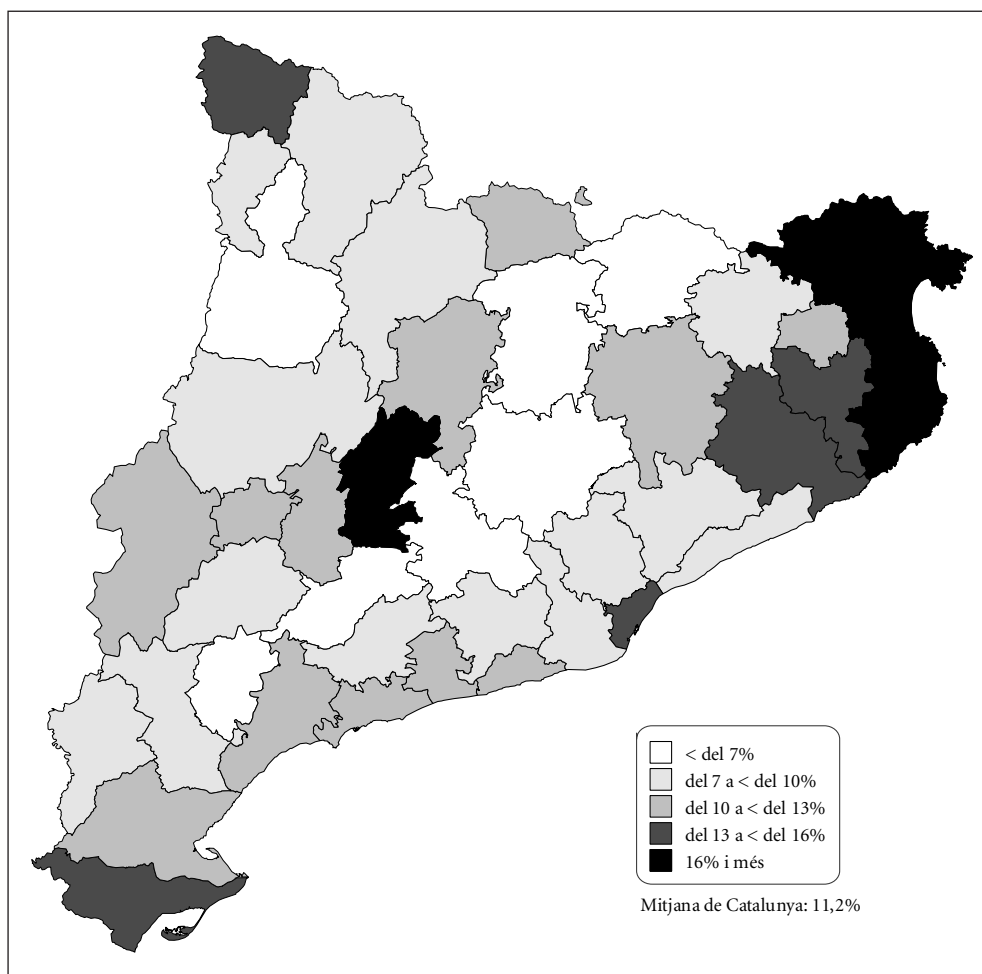 < del 7%
del 7 a < del 10%
del 10 a < del 13%
del 13 a < del 16%
16% i més
Mitjana de Catalunya: 11,2%